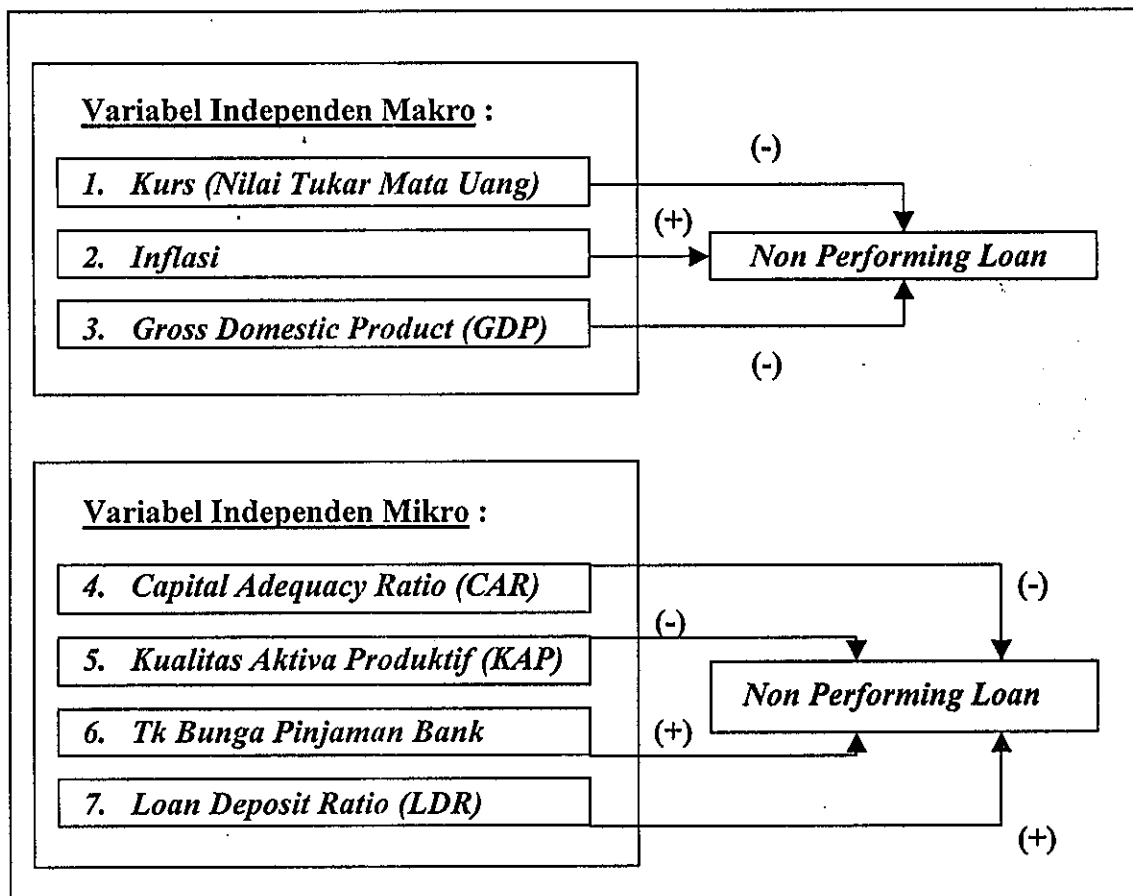 Variabel Independen Makro :
(-)
1. Kurs (Nilai Tukar Mata Uang)
(+)
2. Inflasi
Non Performing Loan
3. Gross Domestic Product (GDP)
(-)
Variabel Independen Mikro :
4. Capital Adequacy Ratio (CAR)
(-)
(-)
5. Kualitas Aktiva Produktif (KAP)
Non Performing Loan
6. Tk Bunga Pinjaman Bank
(+)
7. Loan Deposit Ratio (LDR)
(+)